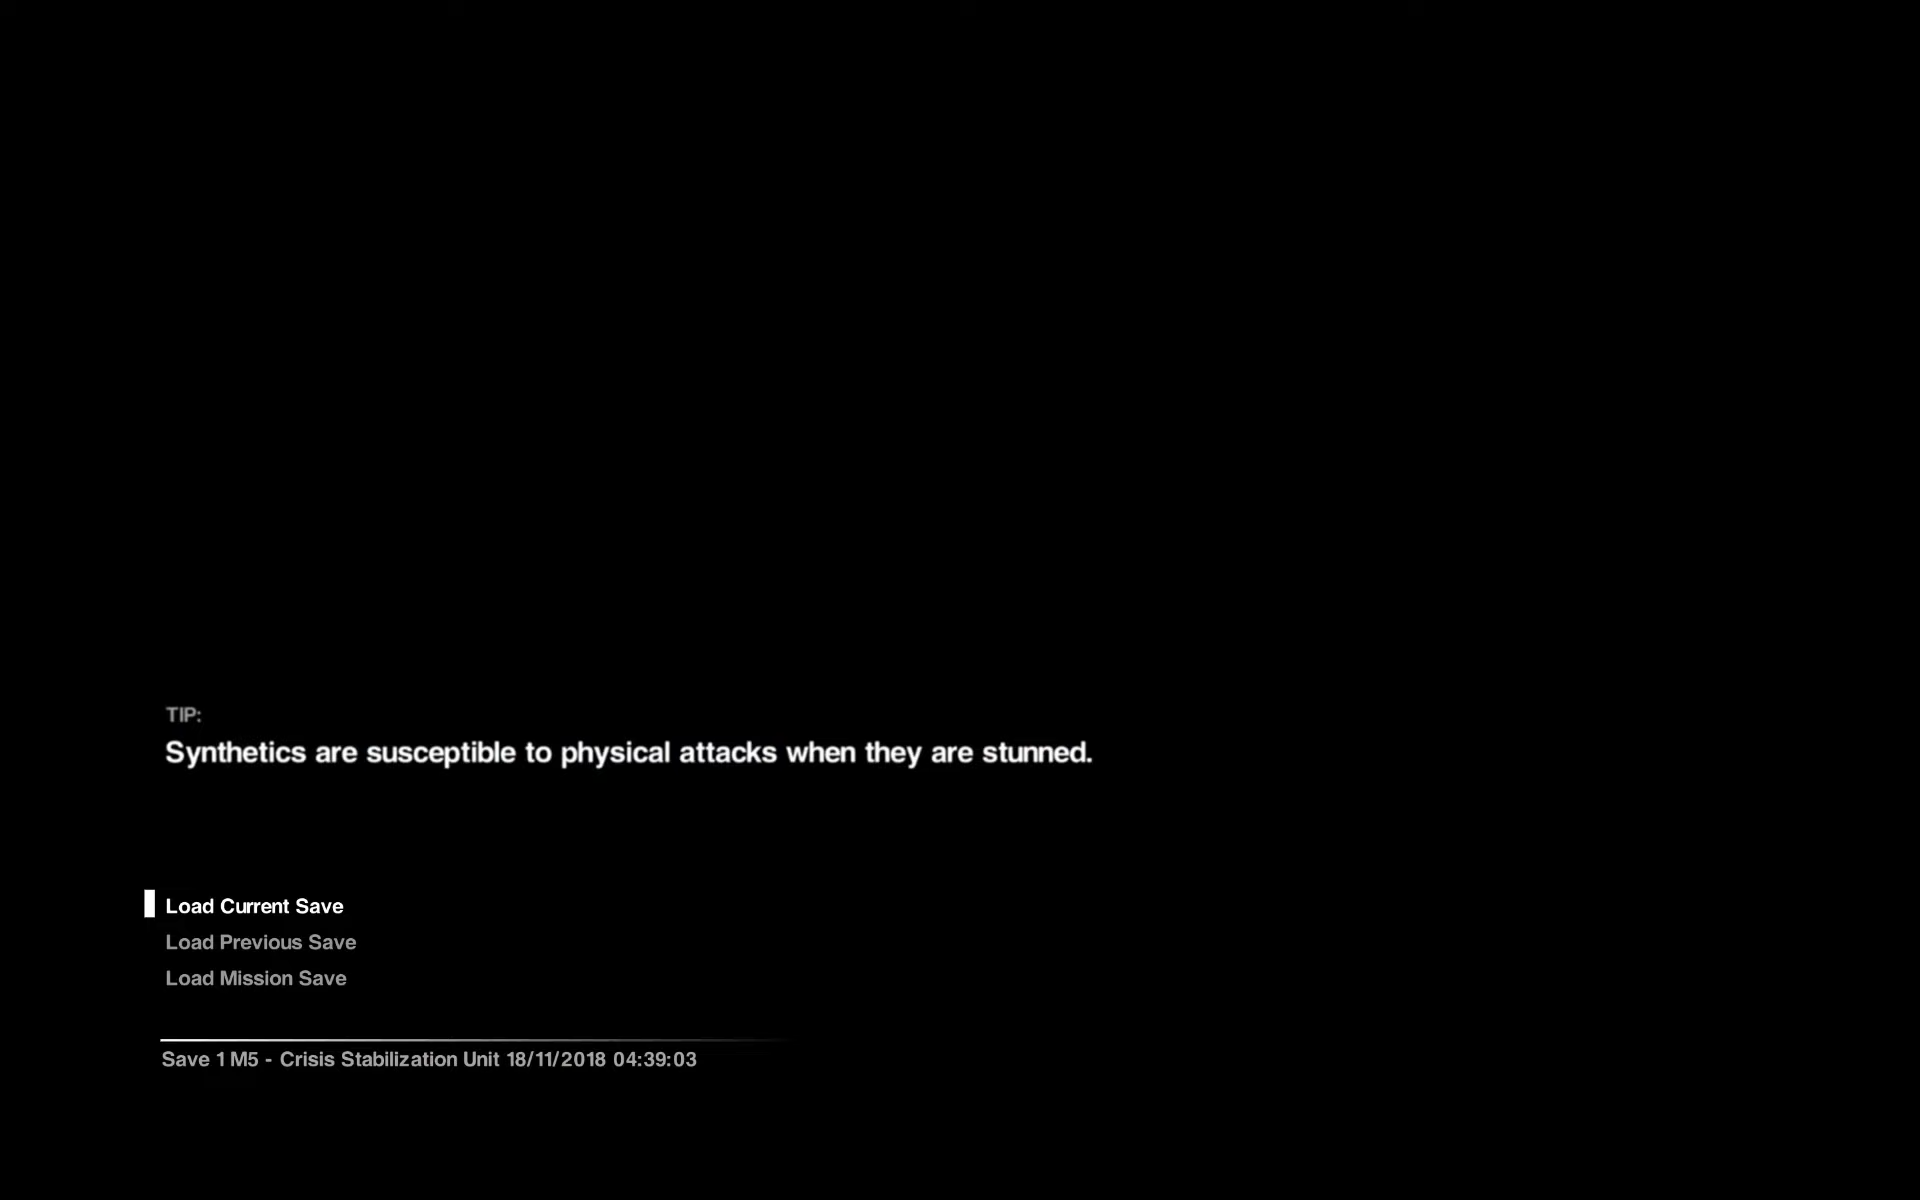 TIP:
Synthetics are susceptible to physical attacks when they are stunned.
Load Current Save
Load Previous Save
Load Mission Save
Save 1 M5 - Crisis Stabilization Unit 18/11/2018 04:39:03